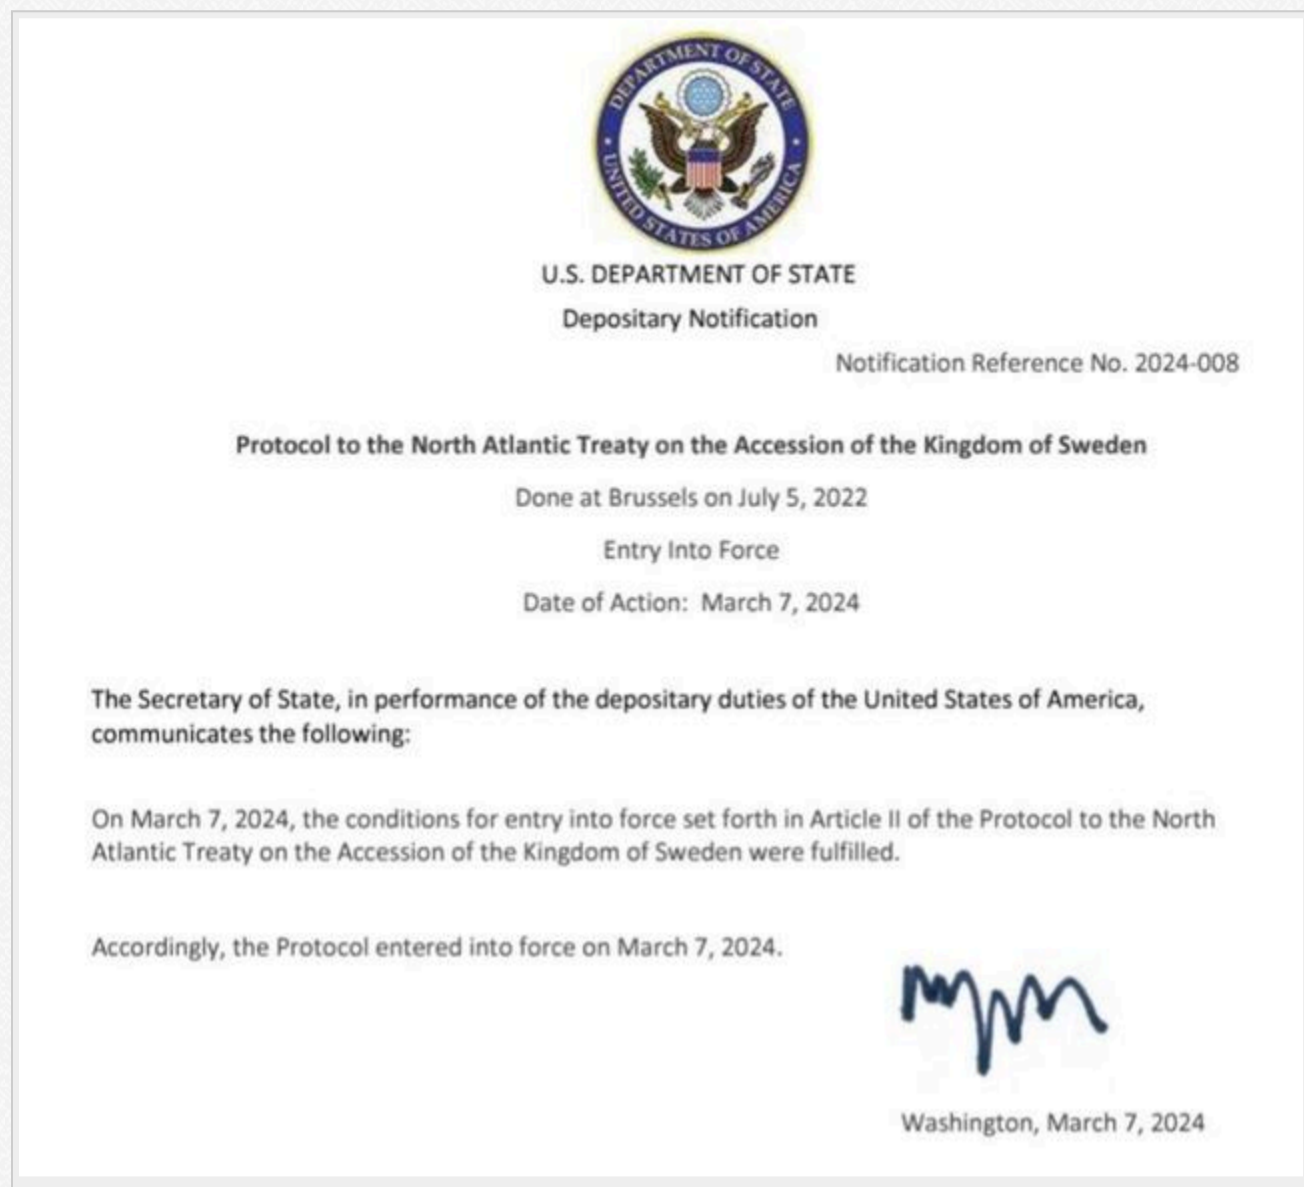 DEPARTMENT OF STATE
UNITED STATES OF AMERICA
U.S. DEPARTMENT OF STATE
Depositary Notification
Notification Reference No. 2024-008
Protocol to the North Atlantic Treaty on the Accession of the Kingdom of Sweden
Done at Brussels on July 5, 2022
Entry Into Force
Date of Action:  March 7, 2024
The Secretary of State, in performance of the depositary duties of the United States of America,
communicates the following:
On March 7, 2024, the conditions for entry into force set forth in Article II of the Protocol to the North
Atlantic Treaty on the Accession of the Kingdom of Sweden were fulfilled.
Accordingly, the Protocol entered into force on March 7, 2024.
Washington, March 7, 2024